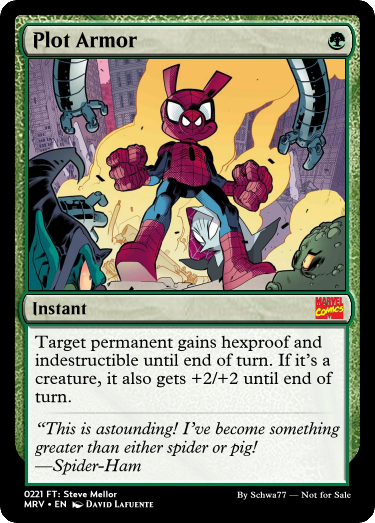 Plot Armor
Instant
MARVEL
COMICS
Target permanent gains hexproof and
indestructible until end of turn. If it's a
creature, it also gets +2/+2 until end of
turn.
“This is astounding! I've become something
greater than either spider or pig!
—Spider-Ham
0221 FT: Steve Mellor
MRV • EN DAVID LAFUENTE
By Schwa77 — Not for Sale